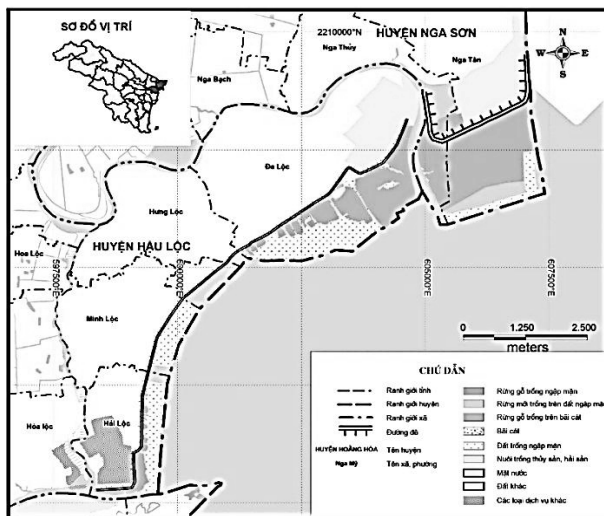 SƠ ĐỒ VỊ TRÍ
2210000°N
HUYỆN NGA SƠN
Nga Thủy
Nga Tân
Nga Bạch
N
W E
S
Đa Lộc
Hưng Lộc
HUYỆN HẬU LỘC
Hoa Lộc
697500°E
600000°E
605000°E
607500°E
Minh Lộc
0 1.250 2.500
meters
Hòa lộc
Hải Lộc
CHÚ DẪN
Ranh giới tỉnh
Ranh giới huyện
Ranh giới xã
Đường đê
HUYỆN HOẰNG HÓA Tên huyện
Nga Mỹ Tên xã, phường
Rừng gỗ trồng ngập mặn
Rừng mới trồng trên đất ngập mặn
Rừng gỗ trồng trên bãi cát
Bãi cát
Đất trống ngập mặn
Nuôi trồng thủy sản, hải sản
Mặt nước
Đất khác
Các loại dịch vụ khác